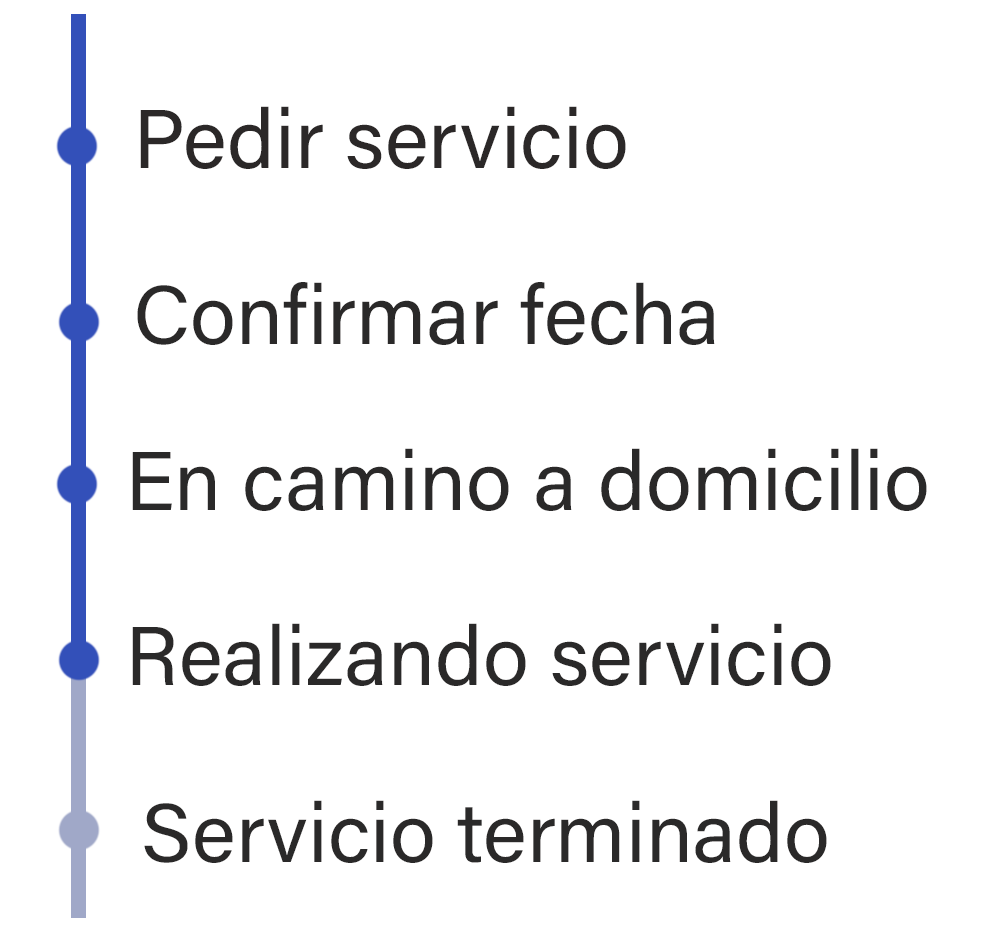 Pedir servicio
Confirmar fecha
En camino a domicilio
Realizando servicio
Servicio terminado